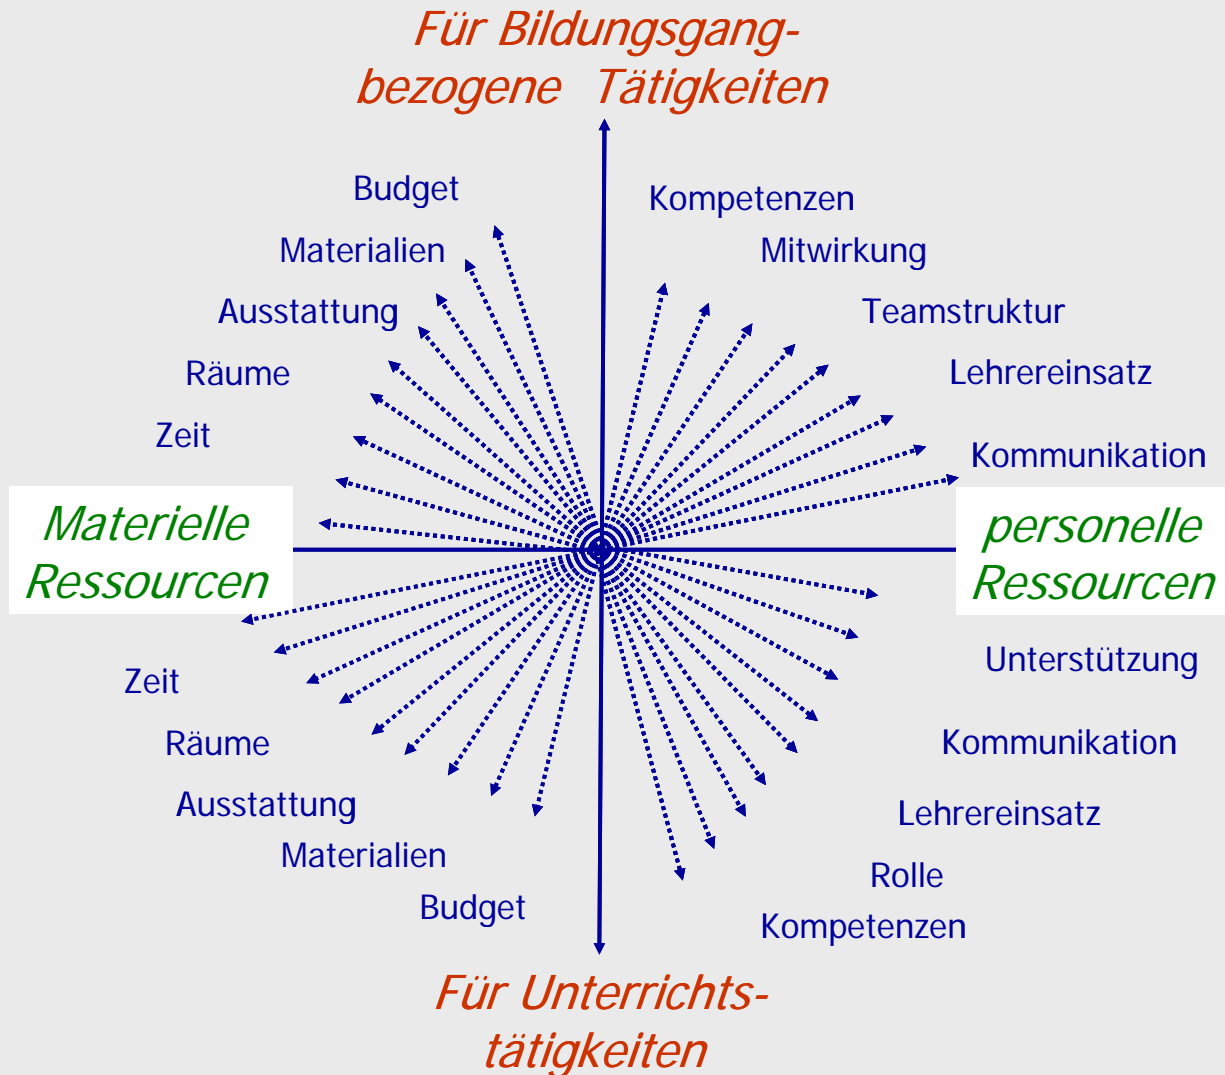 Für Bildungsgang-
bezogene Tätigkeiten
Budget
Kompetenzen
Materialien
Mitwirkung
Ausstattung
Teamstruktur
Räume
Lehrereinsatz
Zeit
Kommunikation
Materielle
Ressourcen
personelle
Ressourcen
Zeit
Unterstützung
Räume
Kommunikation
Ausstattung
Lehrereinsatz
Materialien
Rolle
Budget
Kompetenzen
Für Unterrichts-
tätigkeiten